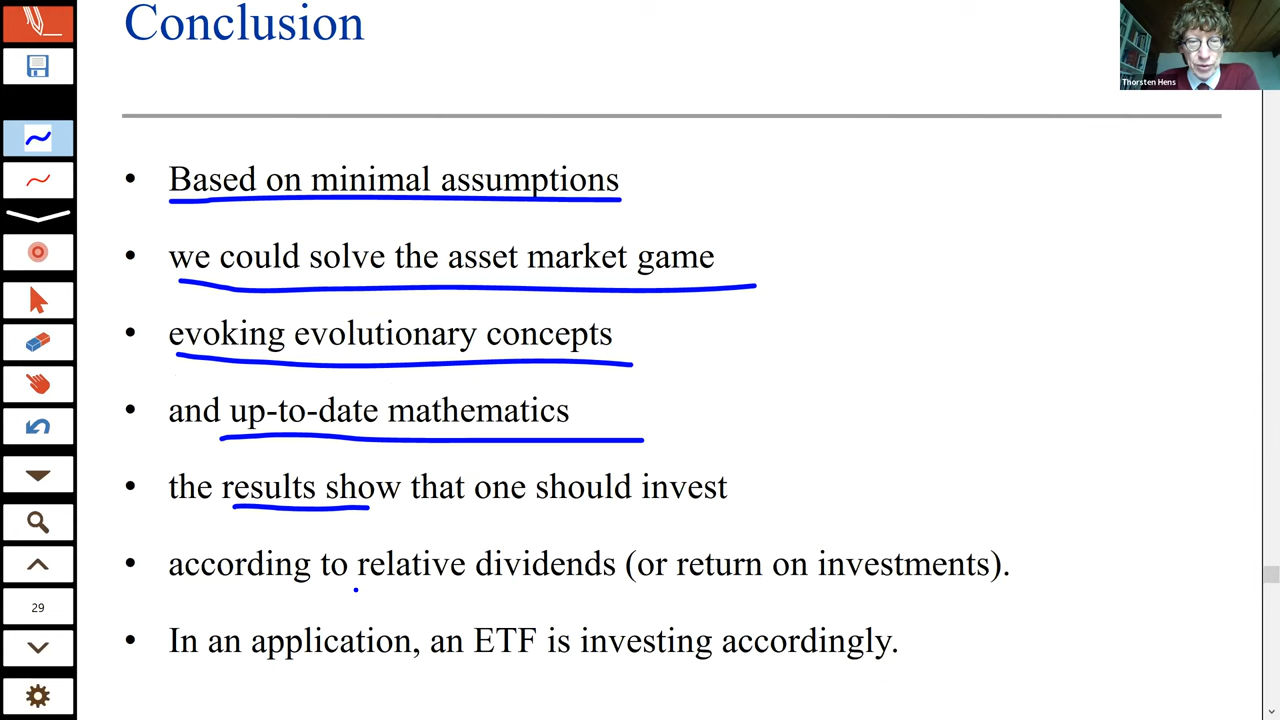 Conclusion
Thorsten Hens
• Based on minimal assumptions
• we could solve the asset market game
• evoking evolutionary concepts
• and up-to-date mathematics
• the results show that one should invest
• according to relative dividends (or return on investments).
• In an application, an ETF is investing accordingly.
29